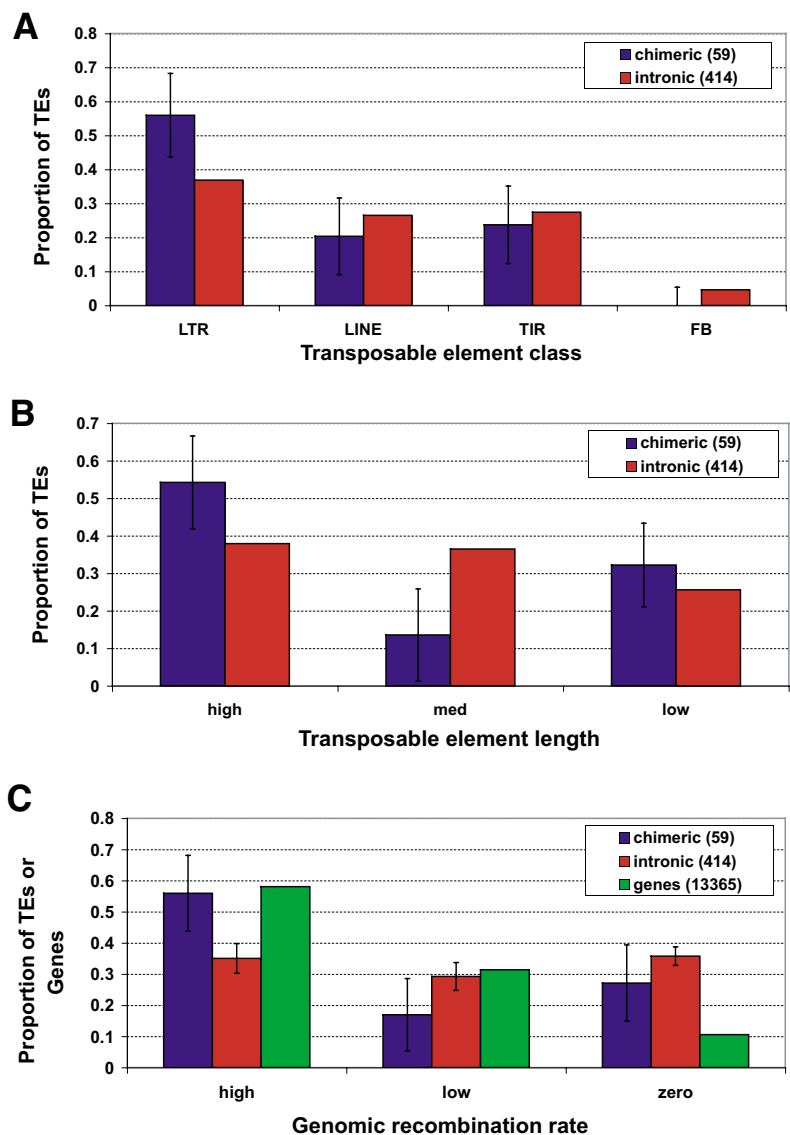 A
Proportion of TEs
0.8
0.7
0.6
0.5
0.4
0.3
0.2
0.1
0
chimeric (59)
intronic (414)
LTR LINE TIR FB
Transposable element class
B
Proportion of TEs
0.7
0.6
0.5
0.4
0.3
0.2
0.1
0
chimeric (59)
intronic (414)
high med low
Transposable element length
C
Proportion of TEs or
Genes
0.8
0.7
0.6
0.5
0.4
0.3
0.2
0.1
0
chimeric (59)
intronic (414)
genes (13365)
high low zero
Genomic recombination rate